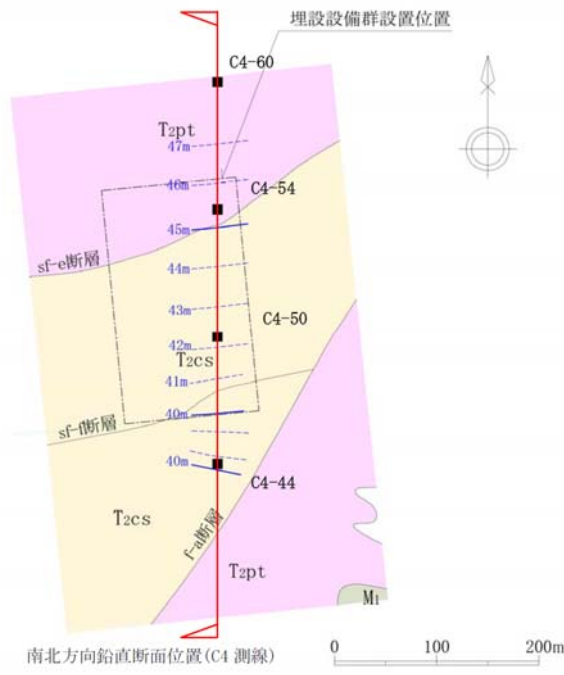 埋設設備群設置位置
C4-60
T2pt
47m
46m
C4-54
45m
sf-e断層
44m
43m
C4-50
42m
T2cs
41m
40m
sf-f断層
40m
C4-44
T2cs
f-a断層
T2pt
M1
南北方向鉛直断面位置(C4 測線)
0 100 200m